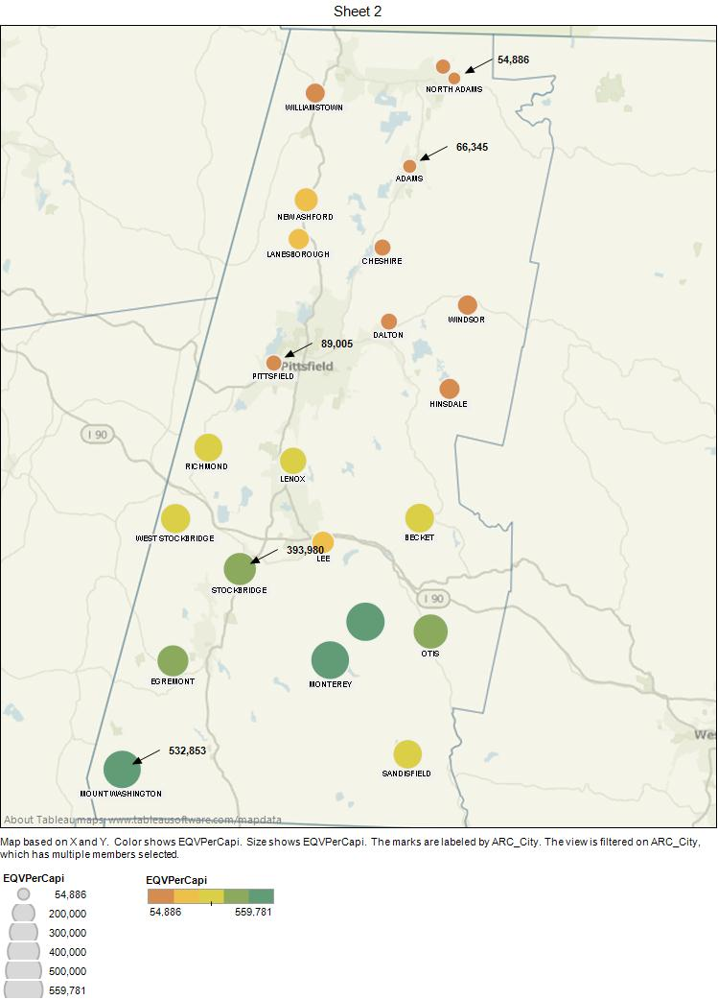 Sheet 2
54,886
NORTH ADAMS
WILLIAMSTOWN
66,345
ADAMS
NEW ASHFORD
LANESBOROUGH
CHESHIRE
WINDSOR
DALTON
89,005
PITTSFIELD
Pittsfield
HINSDALE
I 90
RICHMOND
LENOX
WEST STOCKBRIDGE
BECKET
393,980
LEE
STOCKBRIDGE
I 90
OTIS
EGREMONT
MONTEREY
Wes
532,853
SANDISFIELD
MOUNT WASHINGTON
About Tableau maps: www.tableausoftware.com/mapdata
Map based on X and Y. Color shows EQVPerCapi. Size shows EQVPerCapi. The marks are labeled by ARC_City. The view is filtered on ARC_City,
which has multiple members selected.
EQVPerCapi
54,886
200,000
300,000
400,000
500,000
559,781
EQVPerCapi
54,886
559,781